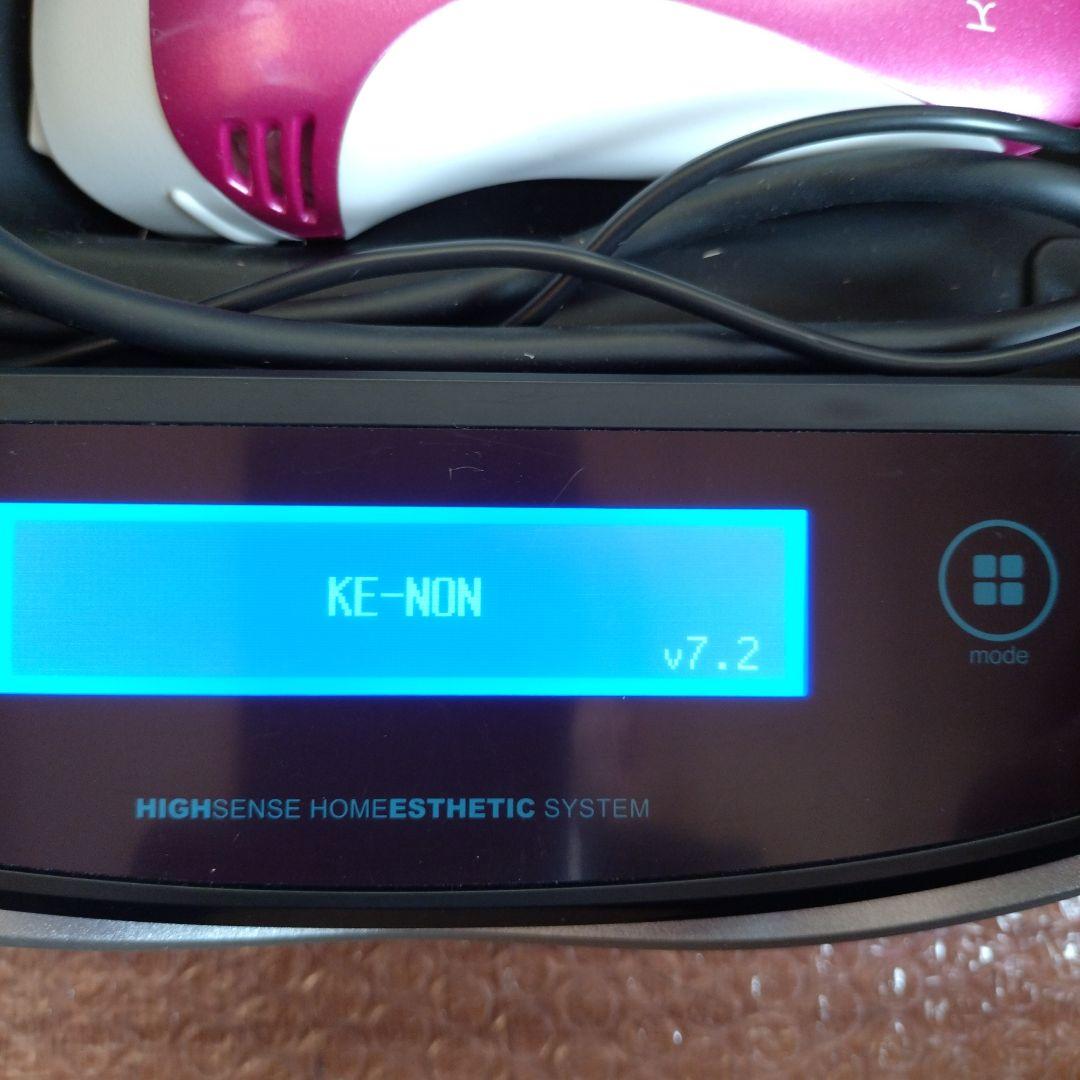 K
KE-NON
v7.2
mode
HIGHSENSE HOMEESTHETIC SYSTEM